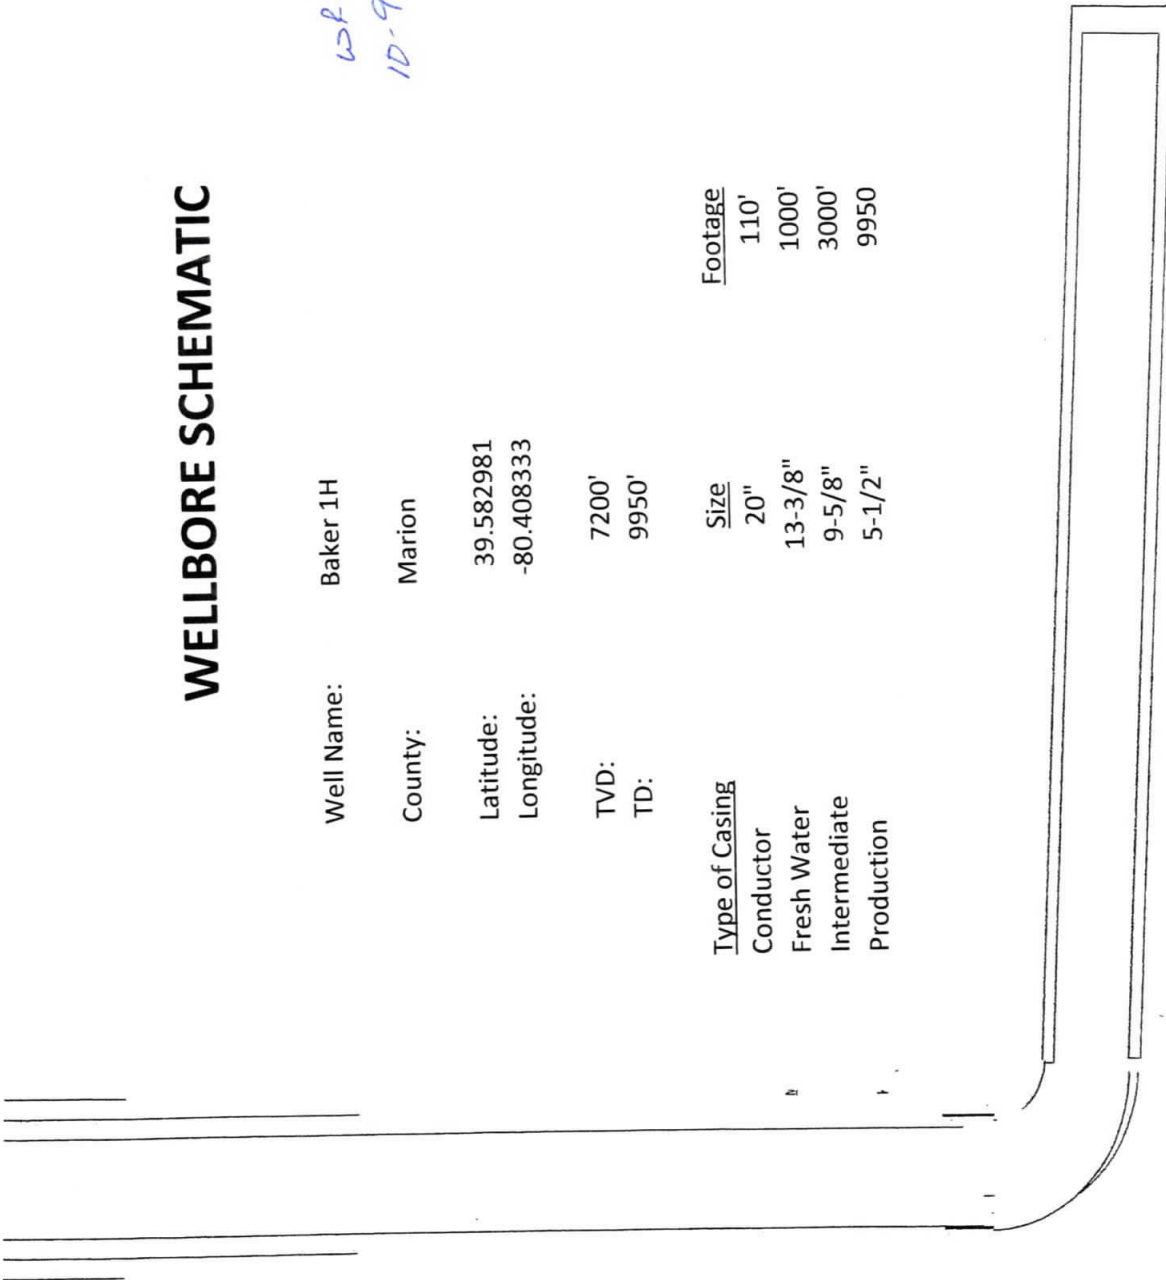 WELLBORE SCHEMATIC
Well Name: Baker 1H
County: Marion
Latitude: 39.582981
Longitude: -80.408333
TVD: 7200'
TD: 9950'
Type of Casing Size Footage
Conductor 20" 110'
Fresh Water 13-3/8" 1000'
Intermediate 9-5/8" 3000'
Production 5-1/2" 9950